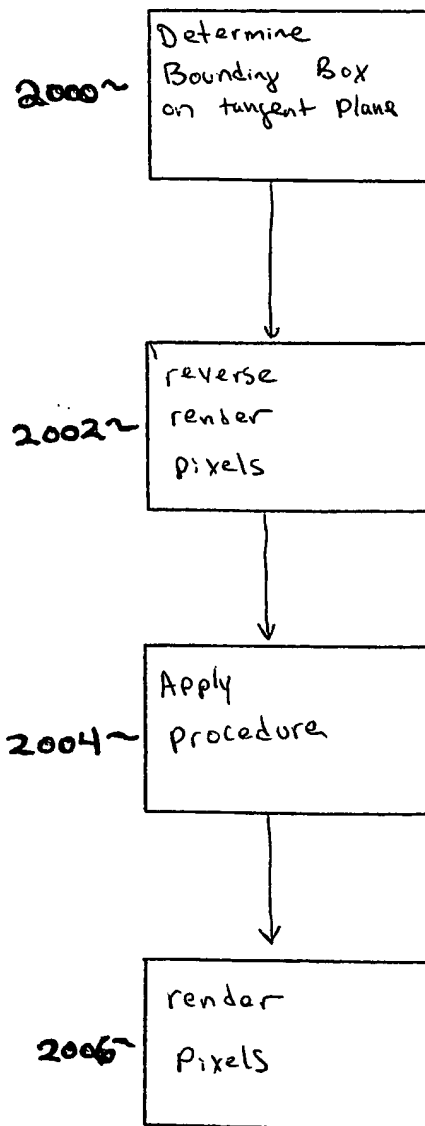 2000~
Determine
Bounding Box
on tangent plane
2002~
reverse
render
pixels
2004~
Apply
procedure
2006~
render
pixels